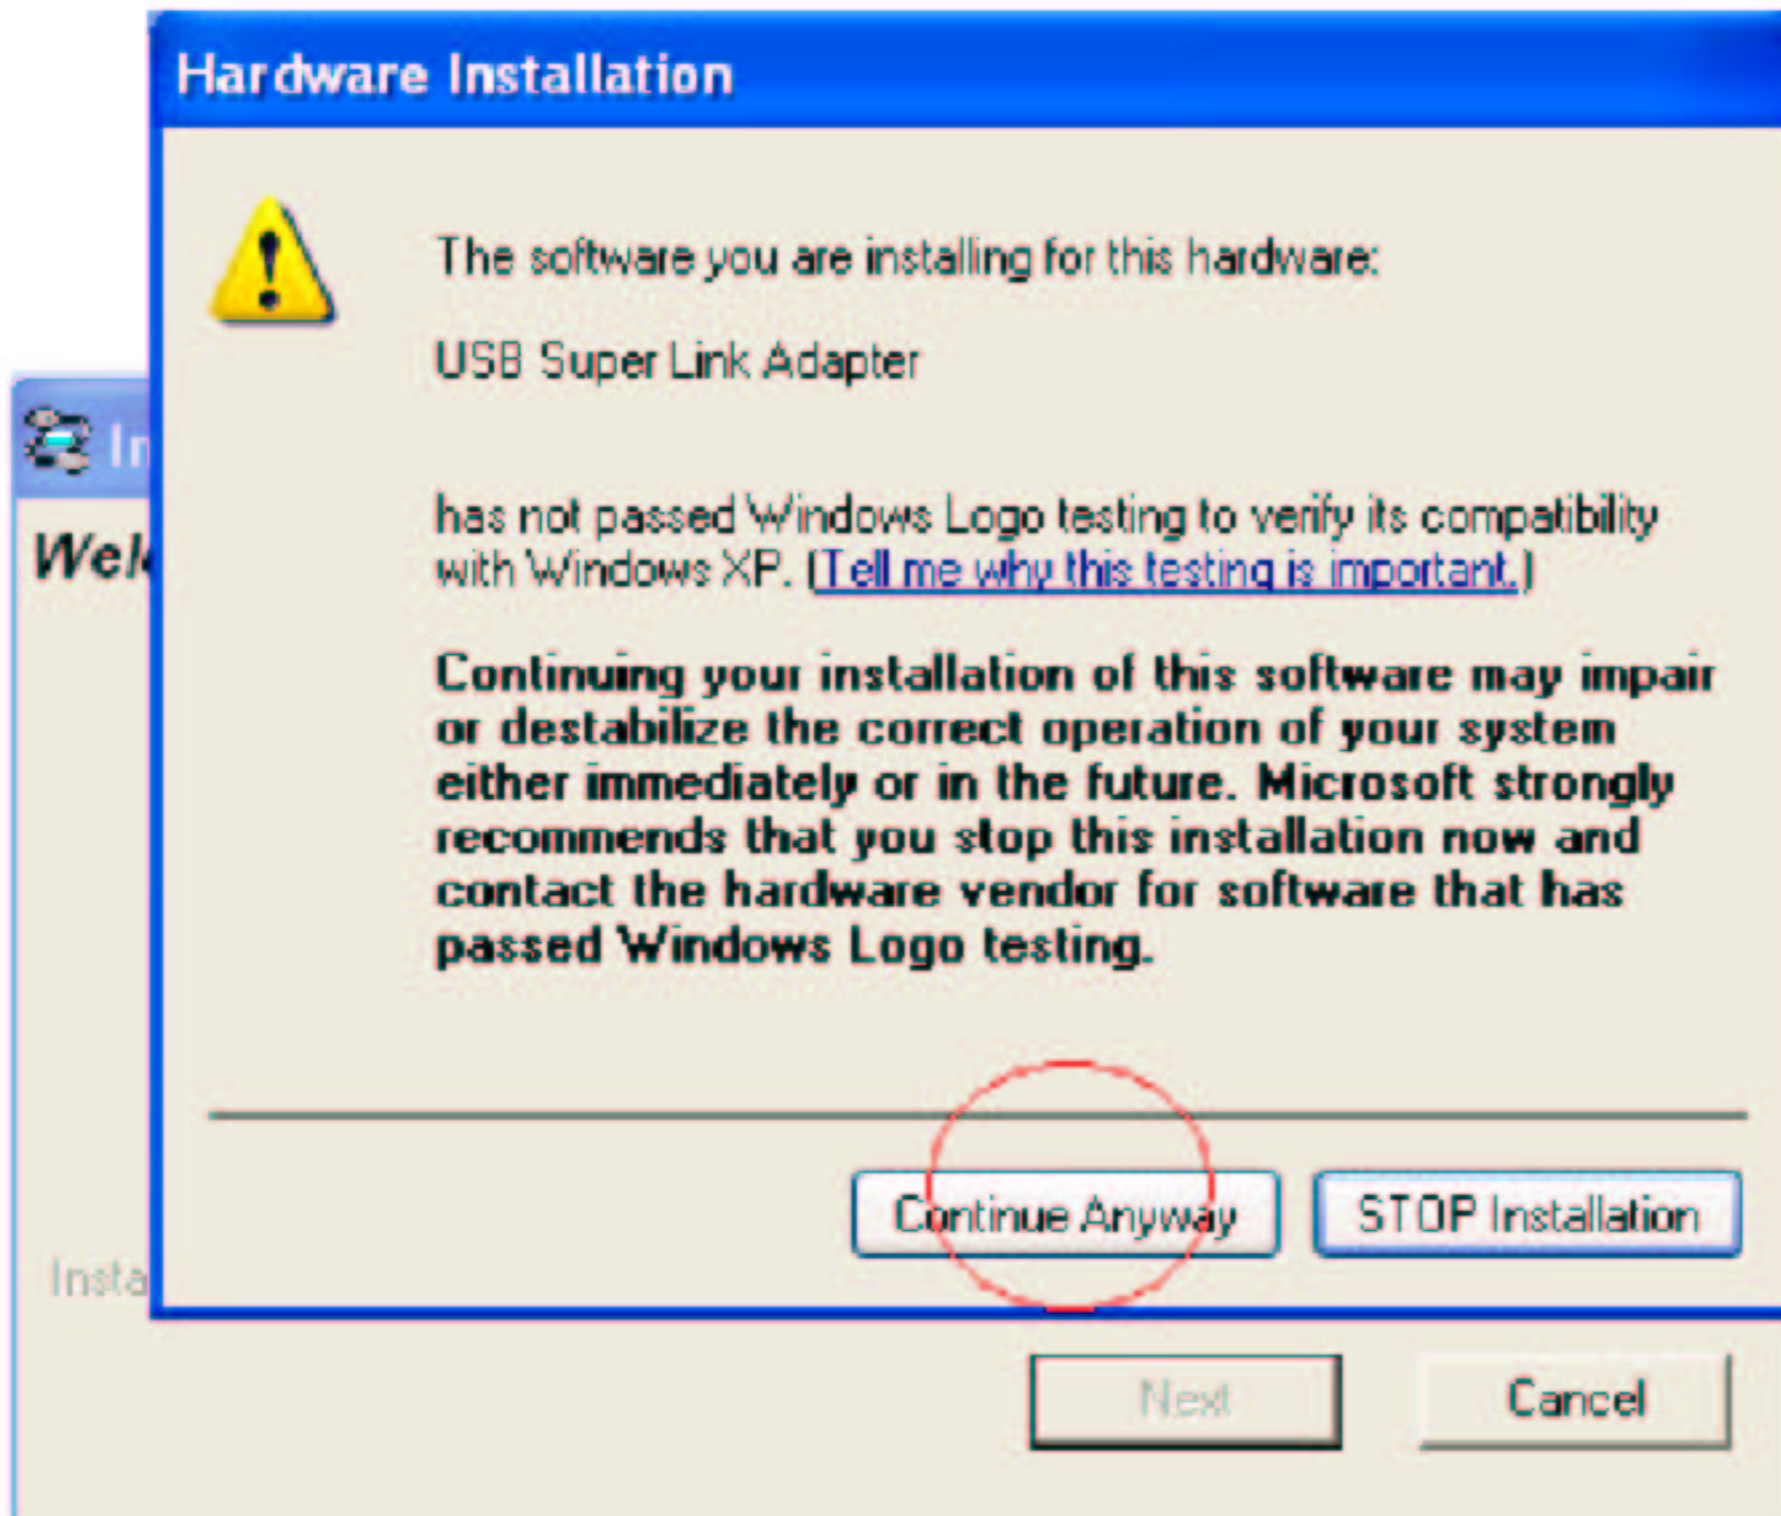 Hardware Installation
The software you are installing for this hardware:
USB Super Link Adapter
has not passed Windows Logo testing to verify its compatibility
with Windows XP. (Tell me why this testing is important.)
Continuing your installation of this software may impair
or destabilize the correct operation of your system
either immediately or in the future. Microsoft strongly
recommends that you stop this installation now and
contact the hardware vendor for software that has
passed Windows Logo testing.
Continue Anyway STOP Installation
In
Wel
Insta
Next Cancel